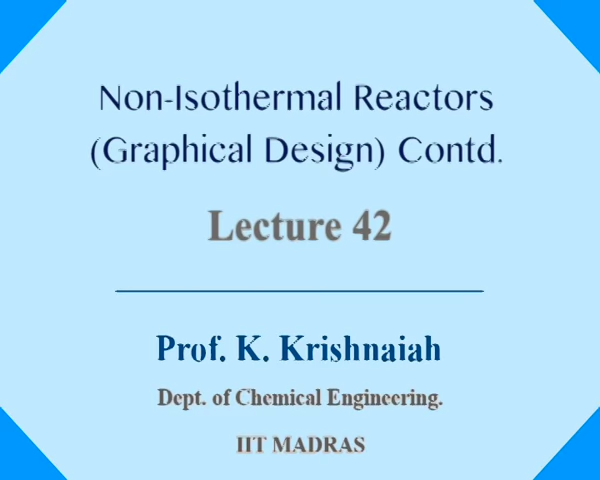 Non-Isothermal Reactors
(Graphical Design) Contd.
Lecture 42
Prof. K. Krishnaiah
Dept. of Chemical Engineering.
IIT MADRAS